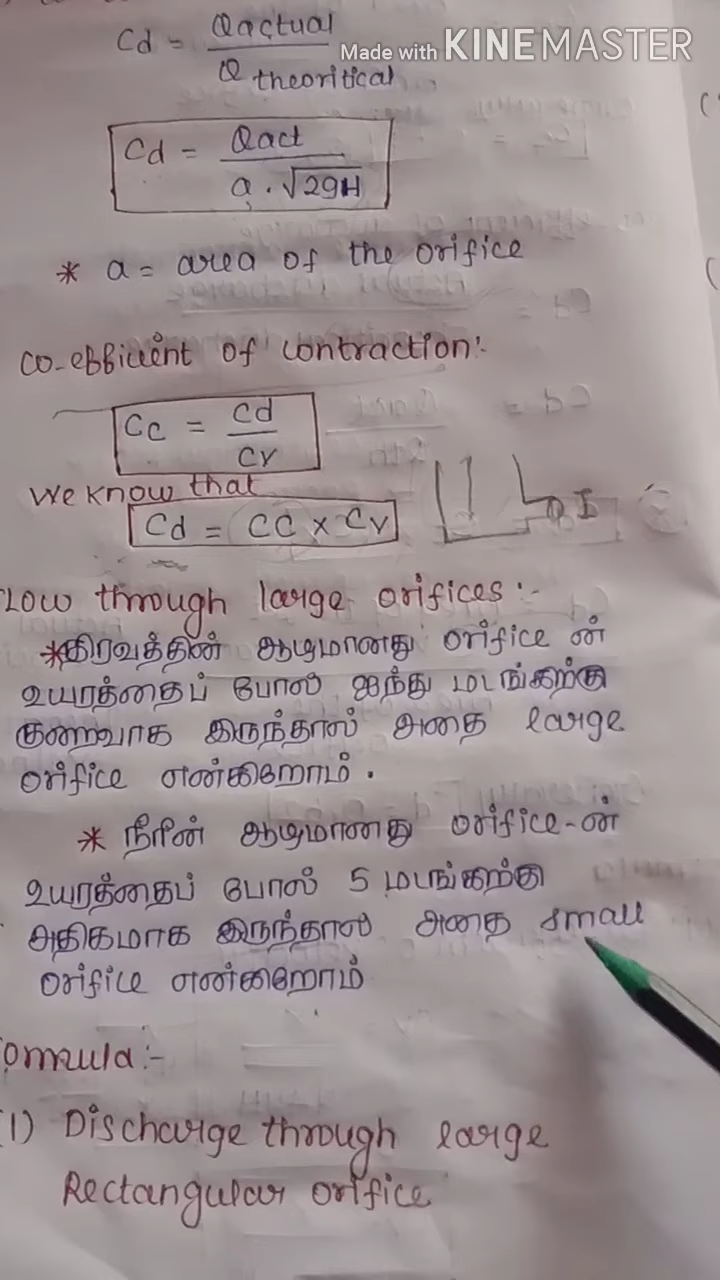 Cd = Qactual
Made with KINEMASTER
Q theoritical
Cd = Qact
a . √2gH
* a = area of the orifice
co-efficient of contraction:-
Cc = Cd
Cv
We know that
Cd = CC x Cv
Low through large orifices :-
* திரவத்தின் ஆழமானது orifice ன்
உயரத்தைப் போல் ஐந்து மடங்கிற்கு
குறைவாக இருந்தால் அதை large
orifice என்கிறோம் .
* நீரின் ஆழமானது orifice-ன்
உயரத்தைப் போல் 5 மடங்கிற்கு
அதிகமாக இருந்தால் அதை small
orifice என்கிறோம்
ormula :-
1) Discharge through large
Rectangular orifice